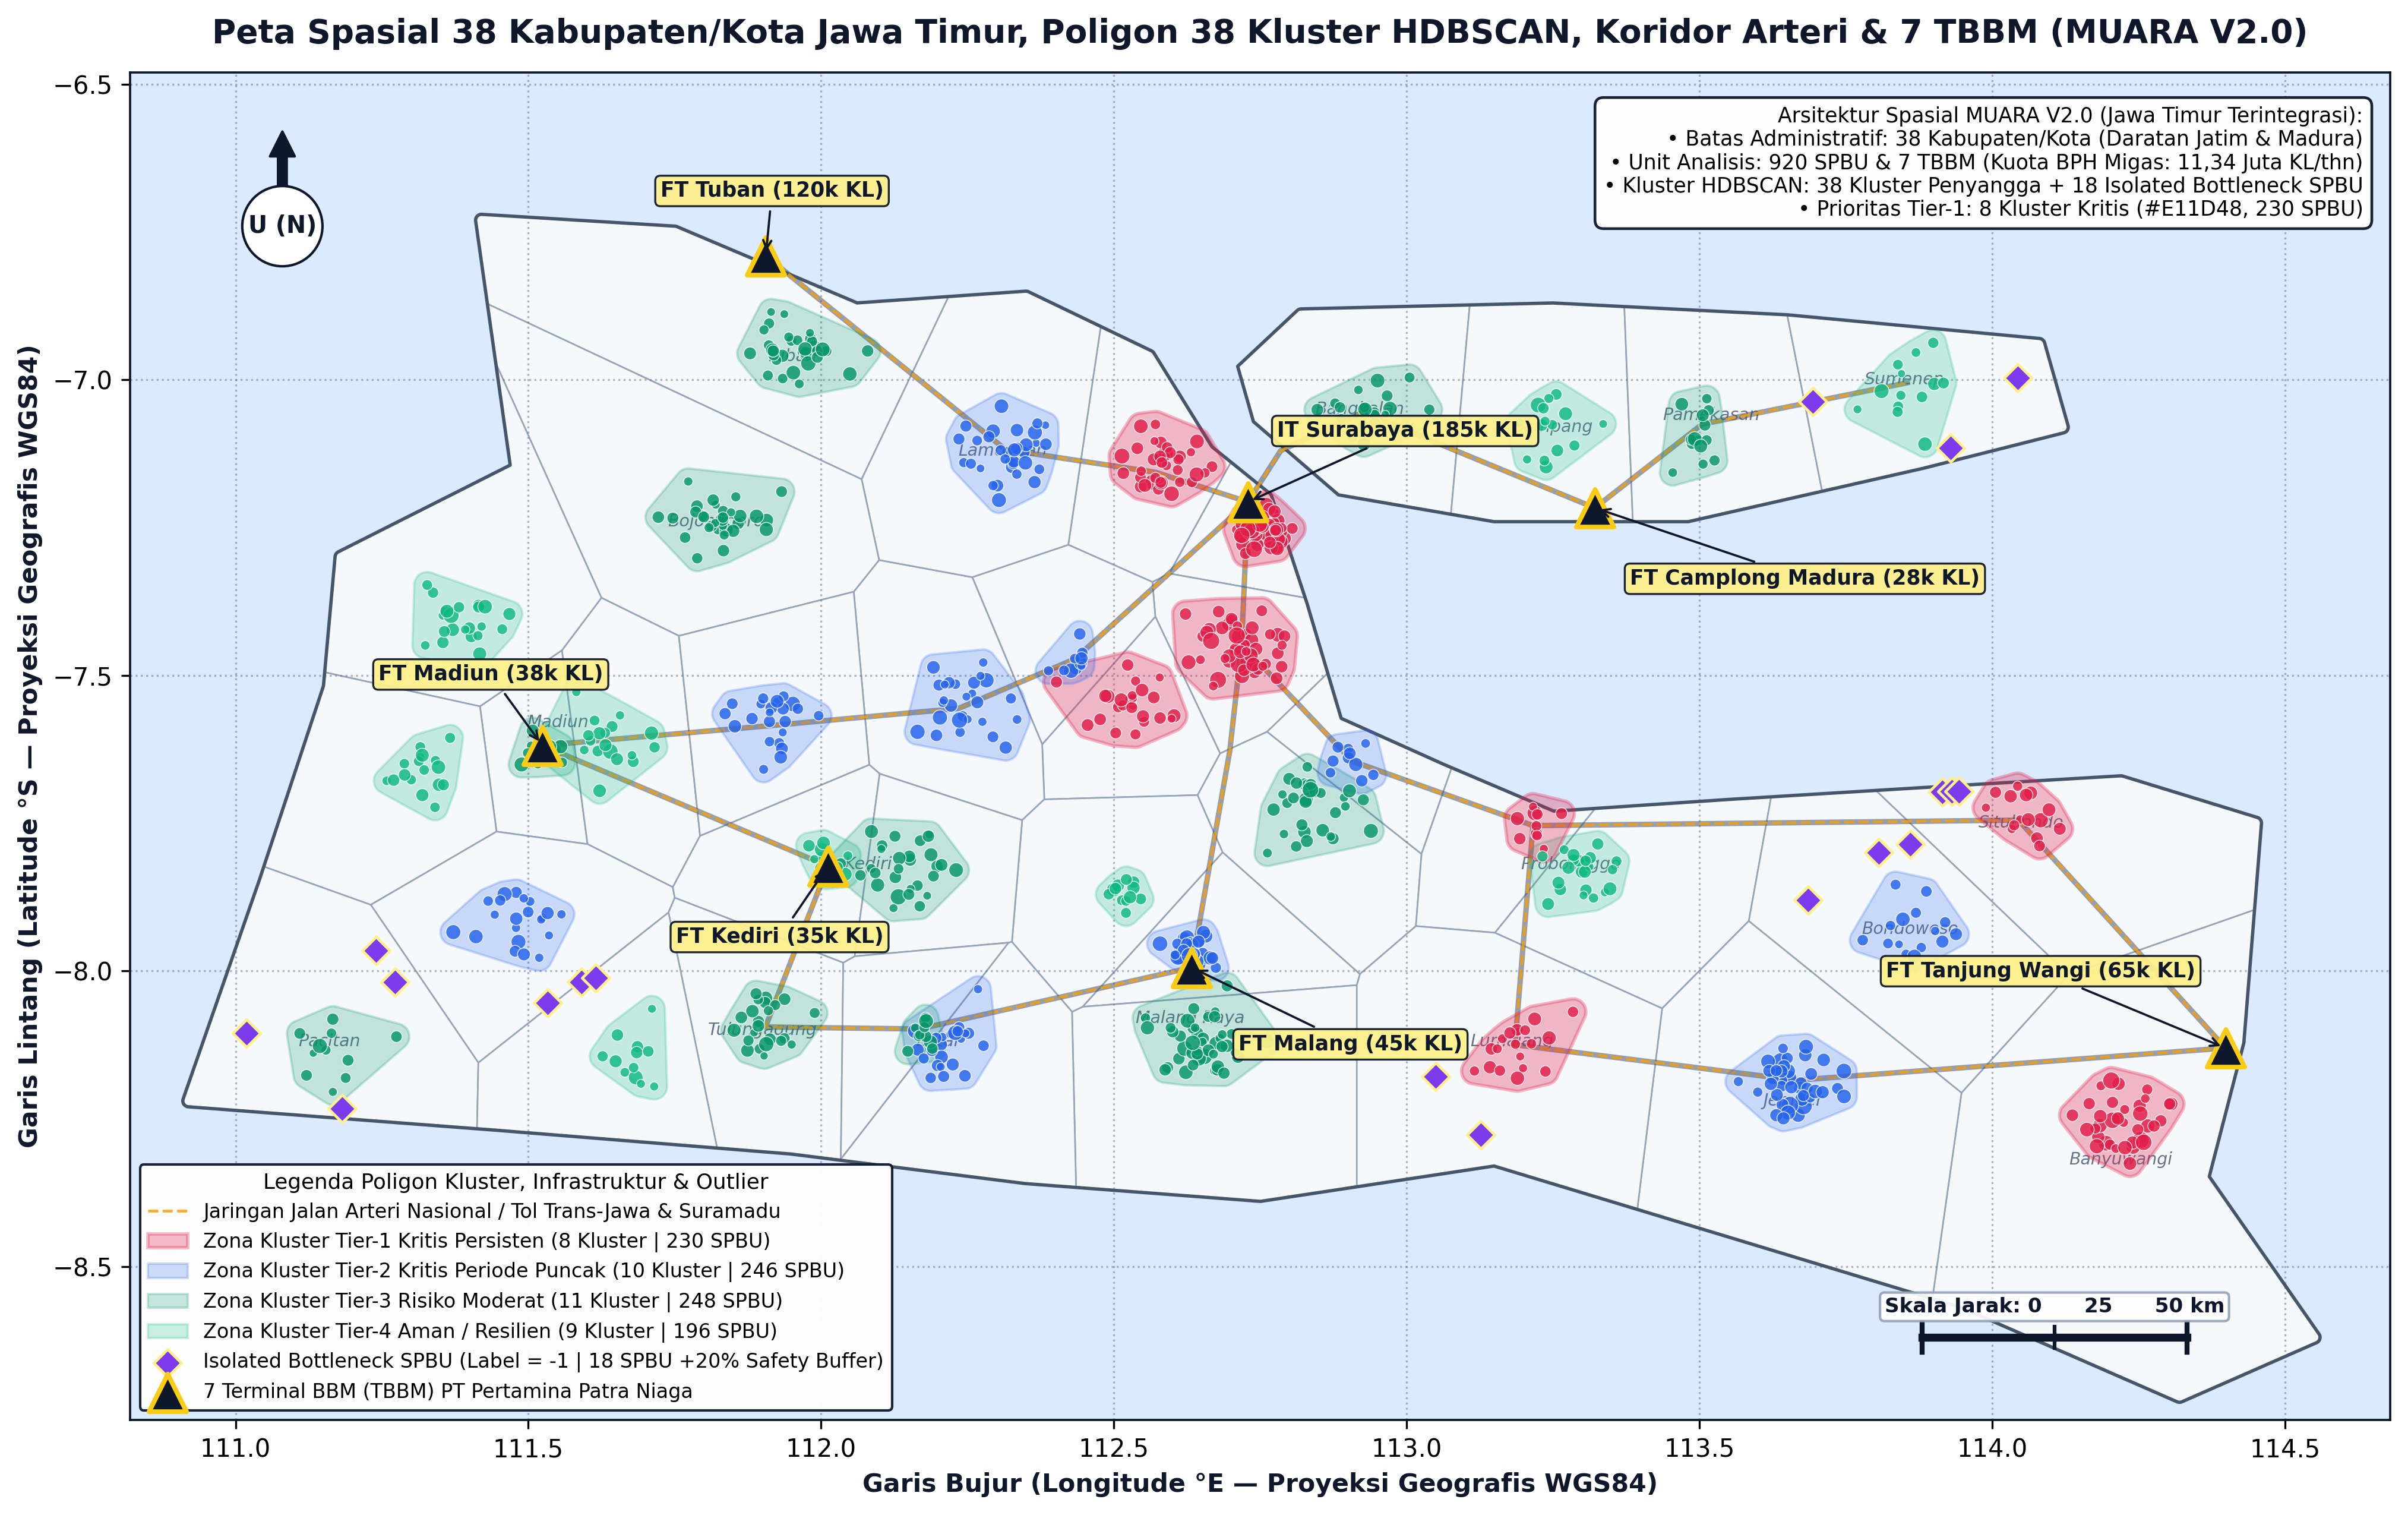 Peta Spasial 38 Kabupaten/Kota Jawa Timur, Poligon 38 Kluster HDBSCAN, Koridor Arteri & 7 TBBM (MUARA V2.0)
Arsitektur Spasial MUARA V2.0 (Jawa Timur Terintegrasi):
• Batas Administratif: 38 Kabupaten/Kota (Daratan Jatim & Madura)
• Unit Analisis: 920 SPBU & 7 TBBM (Kuota BPH Migas: 11,34 Juta KL/thn)
• Kluster HDBSCAN: 38 Kluster Penyangga + 18 Isolated Bottleneck SPBU
• Prioritas Tier-1: 8 Kluster Kritis (#E11D48, 230 SPBU)
U (N)
FT Tuban (120k KL)
IT Surabaya (185k KL)
FT Camplong Madura (28k KL)
FT Madiun (38k KL)
FT Kediri (35k KL)
FT Malang (45k KL)
FT Tanjung Wangi (65k KL)
Sumenep
Pamekasan
Madiun
Kediri
Situbondo
Bondowoso
Pacitan
Tulungagung
Malang Raya
Banyuwangi
Garis Lintang (Latitude °S — Proyeksi Geografis WGS84)
−6.5
−7.0
−7.5
−8.0
−8.5
Legenda Poligon Kluster, Infrastruktur & Outlier
Jaringan Jalan Arteri Nasional / Tol Trans-Jawa & Suramadu
Zona Kluster Tier-1 Kritis Persisten (8 Kluster | 230 SPBU)
Zona Kluster Tier-2 Kritis Periode Puncak (10 Kluster | 246 SPBU)
Zona Kluster Tier-3 Risiko Moderat (11 Kluster | 248 SPBU)
Zona Kluster Tier-4 Aman / Resilien (9 Kluster | 196 SPBU)
Isolated Bottleneck SPBU (Label = -1 | 18 SPBU +20% Safety Buffer)
7 Terminal BBM (TBBM) PT Pertamina Patra Niaga
Skala Jarak: 0 25 50 km
111.0 111.5 112.0 112.5 113.0 113.5 114.0 114.5
Garis Bujur (Longitude °E — Proyeksi Geografis WGS84)